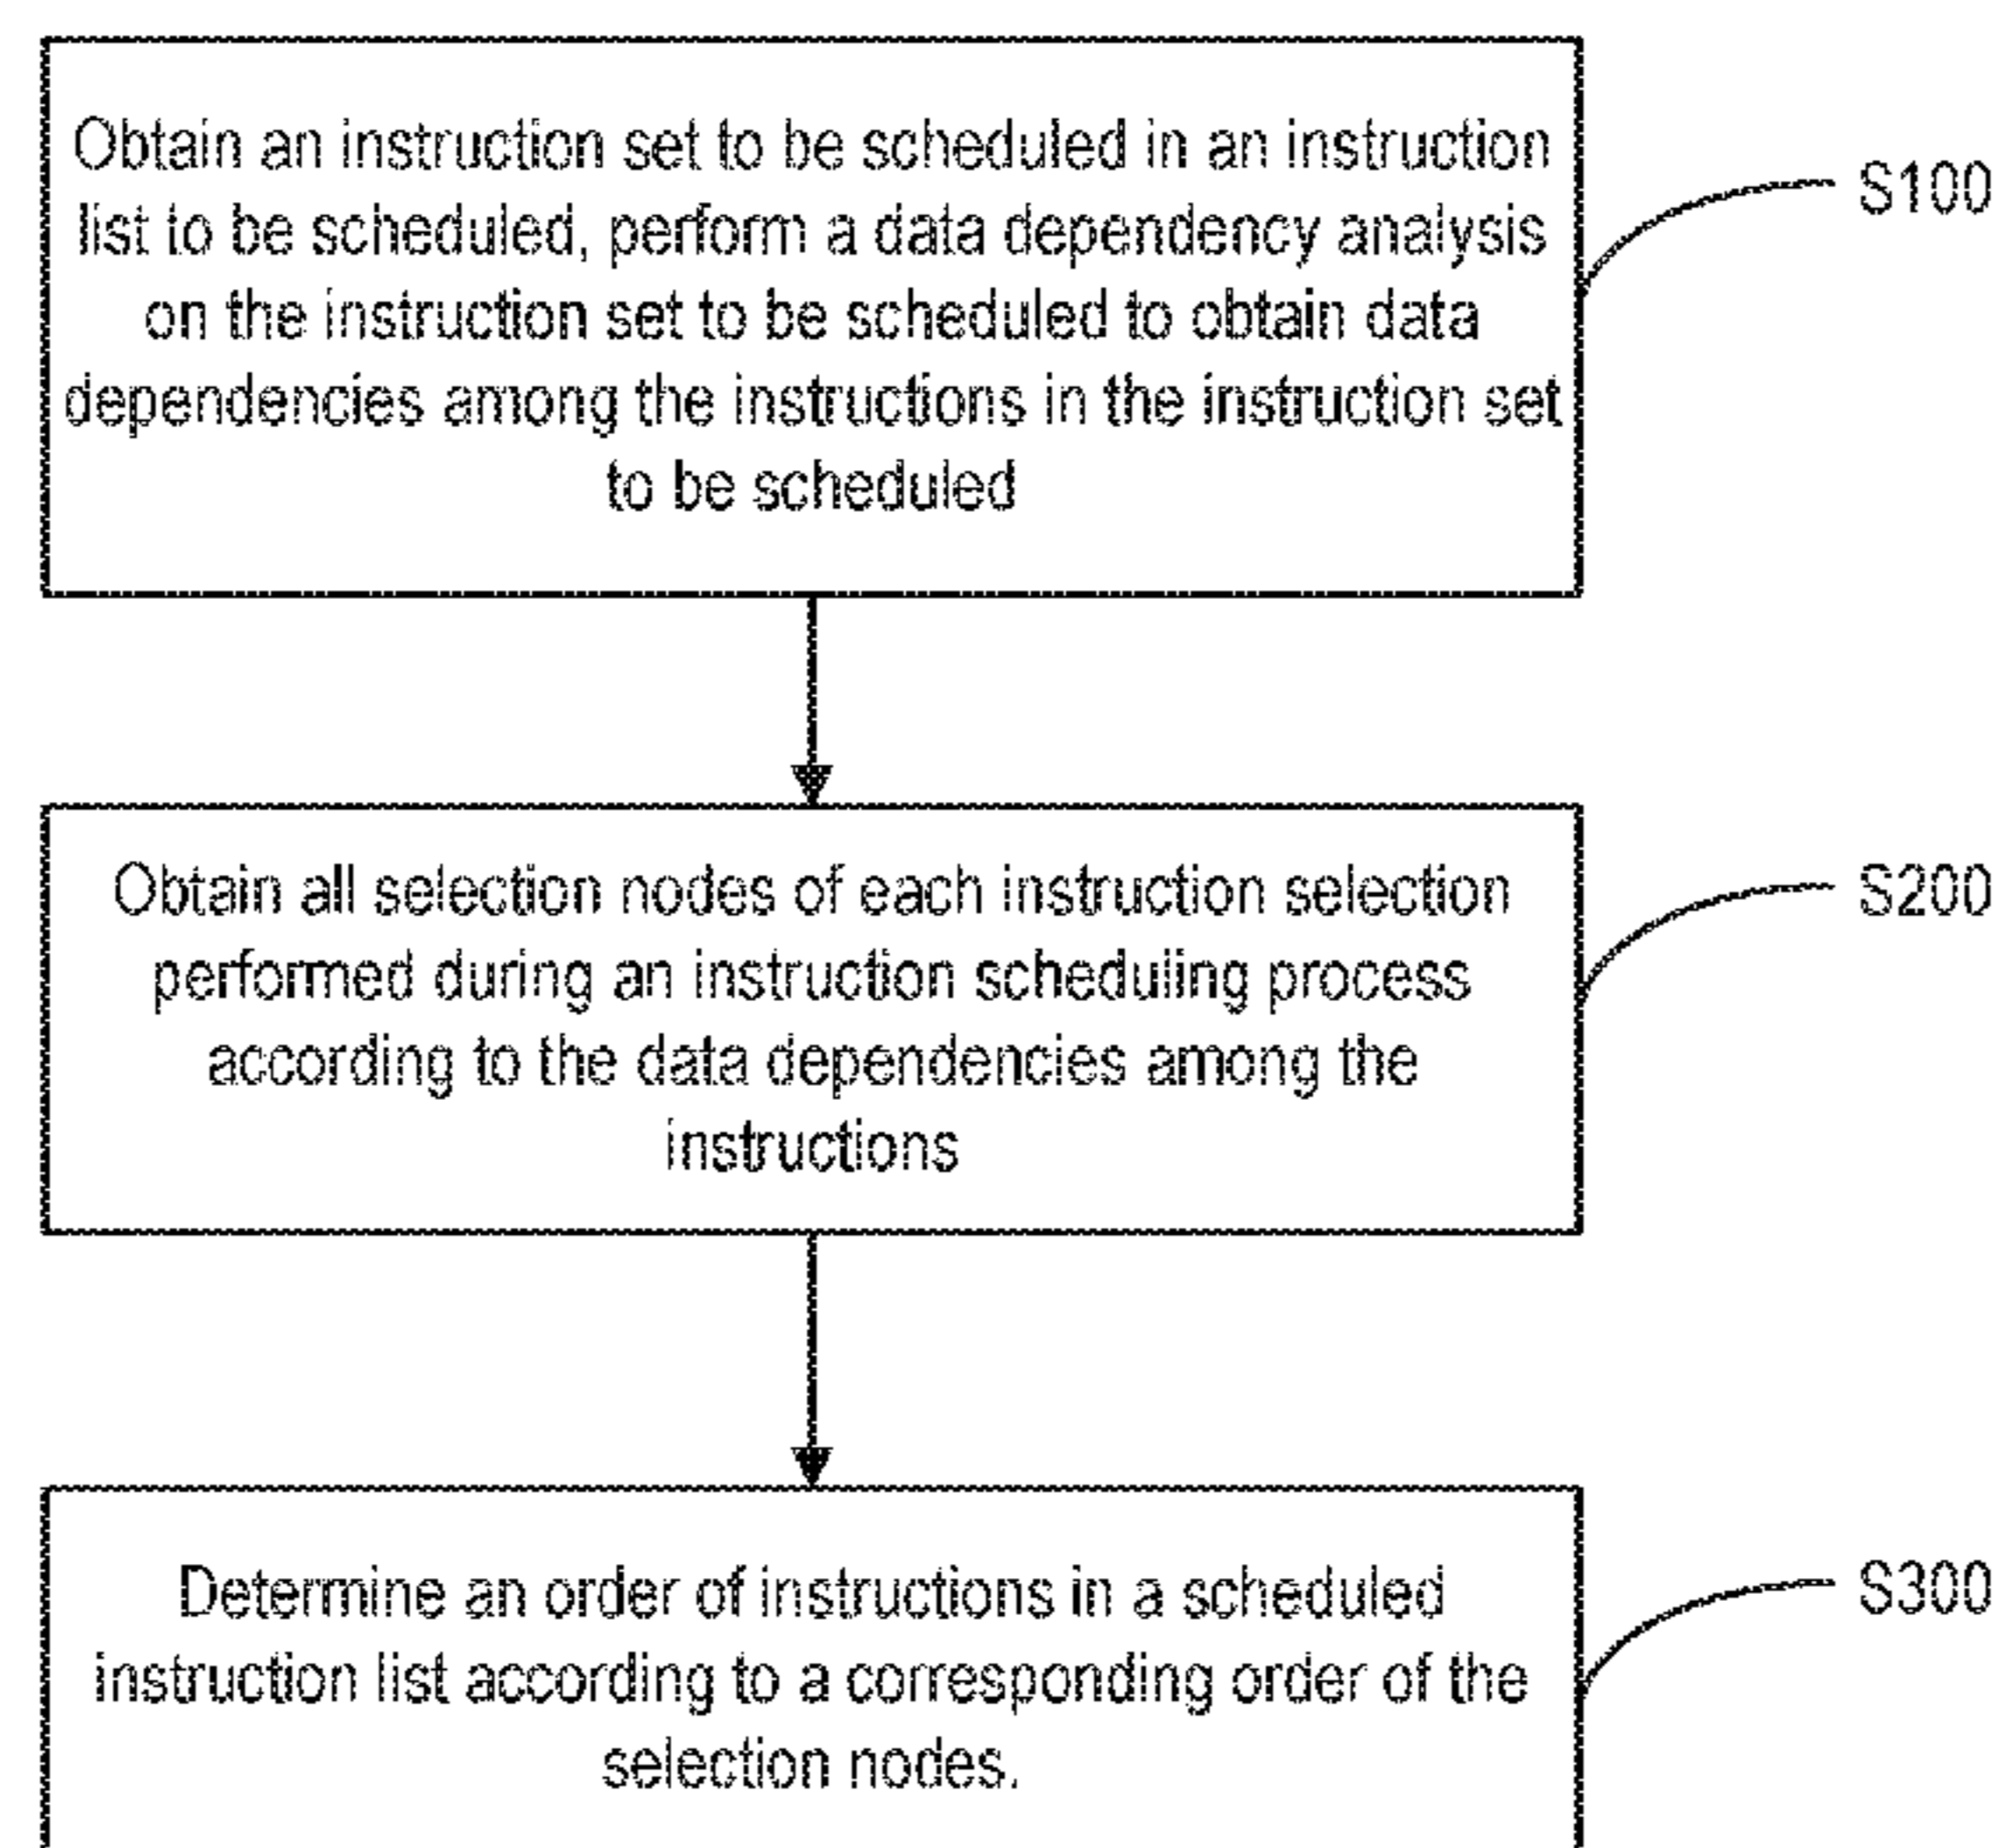 Obtain an instruction set to be scheduled in an instruction
list to be scheduled, perform a data dependency analysis
on the instruction set to be scheduled to obtain data
dependencies among the instructions in the instruction set
to be scheduled
S100
Obtain all selection nodes of each instruction selection
performed during an instruction scheduling process
according to the data dependencies among the
instructions
S200
Determine an order of instructions in a scheduled
instruction list according to a corresponding order of the
selection nodes.
S300